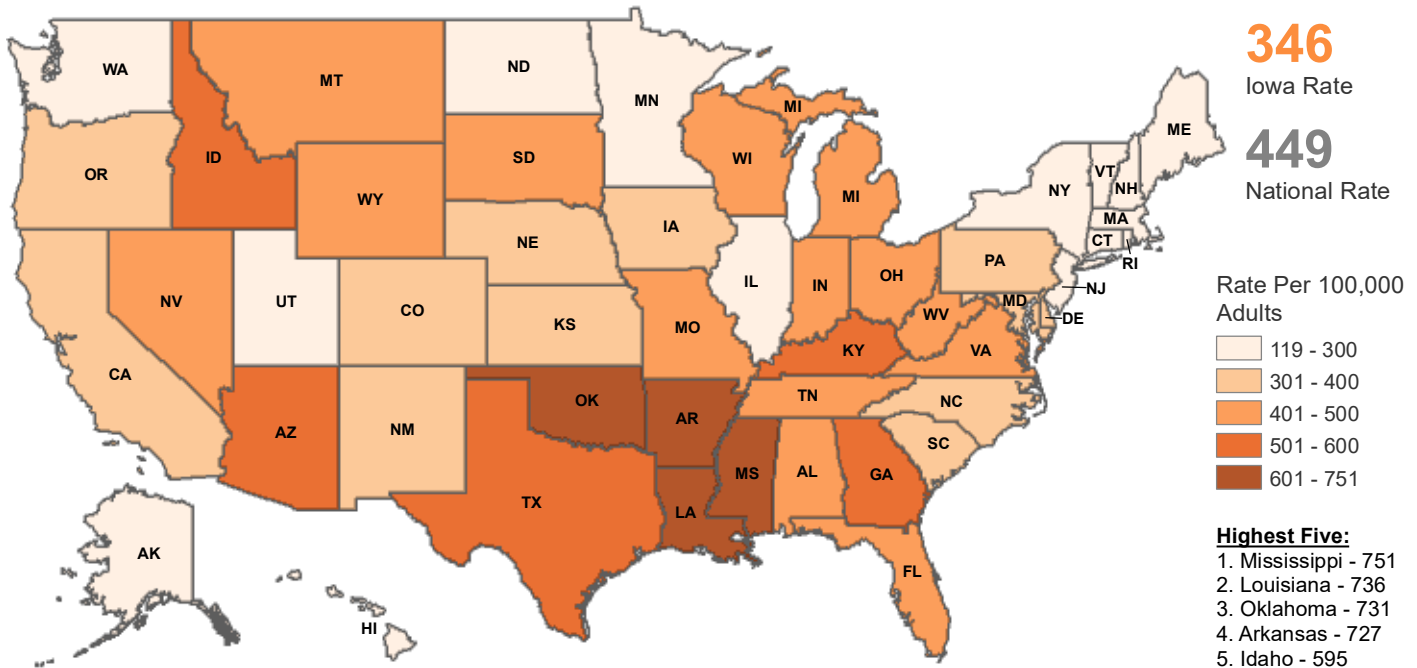 346
Iowa Rate
449
National Rate
WA
MT
ND
MN
MI
ME
OR
ID
SD
WI
VT
NH
NY
WY
MI
MA
CT
RI
IA
NE
PA
NV
UT
CO
IL
IN
OH
MD
NJ
DE
KS
MO
WV
VA
KY
CA
TN
NC
AZ
NM
OK
AR
SC
MS
AL
GA
TX
LA
AK
FL
HI
Rate Per 100,000
Adults
119 - 300
301 - 400
401 - 500
501 - 600
601 - 751
Highest Five:
1. Mississippi - 751
2. Louisiana - 736
3. Oklahoma - 731
4. Arkansas - 727
5. Idaho - 595